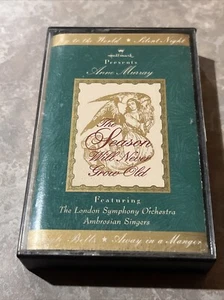 Joy to the World • Silent Night
Hallmark
Presents
Anne Murray
The
Season
Will Never
Grow Old
Featuring
The London Symphony Orchestra
Ambrosian Singers
Bells • Away in a Manger